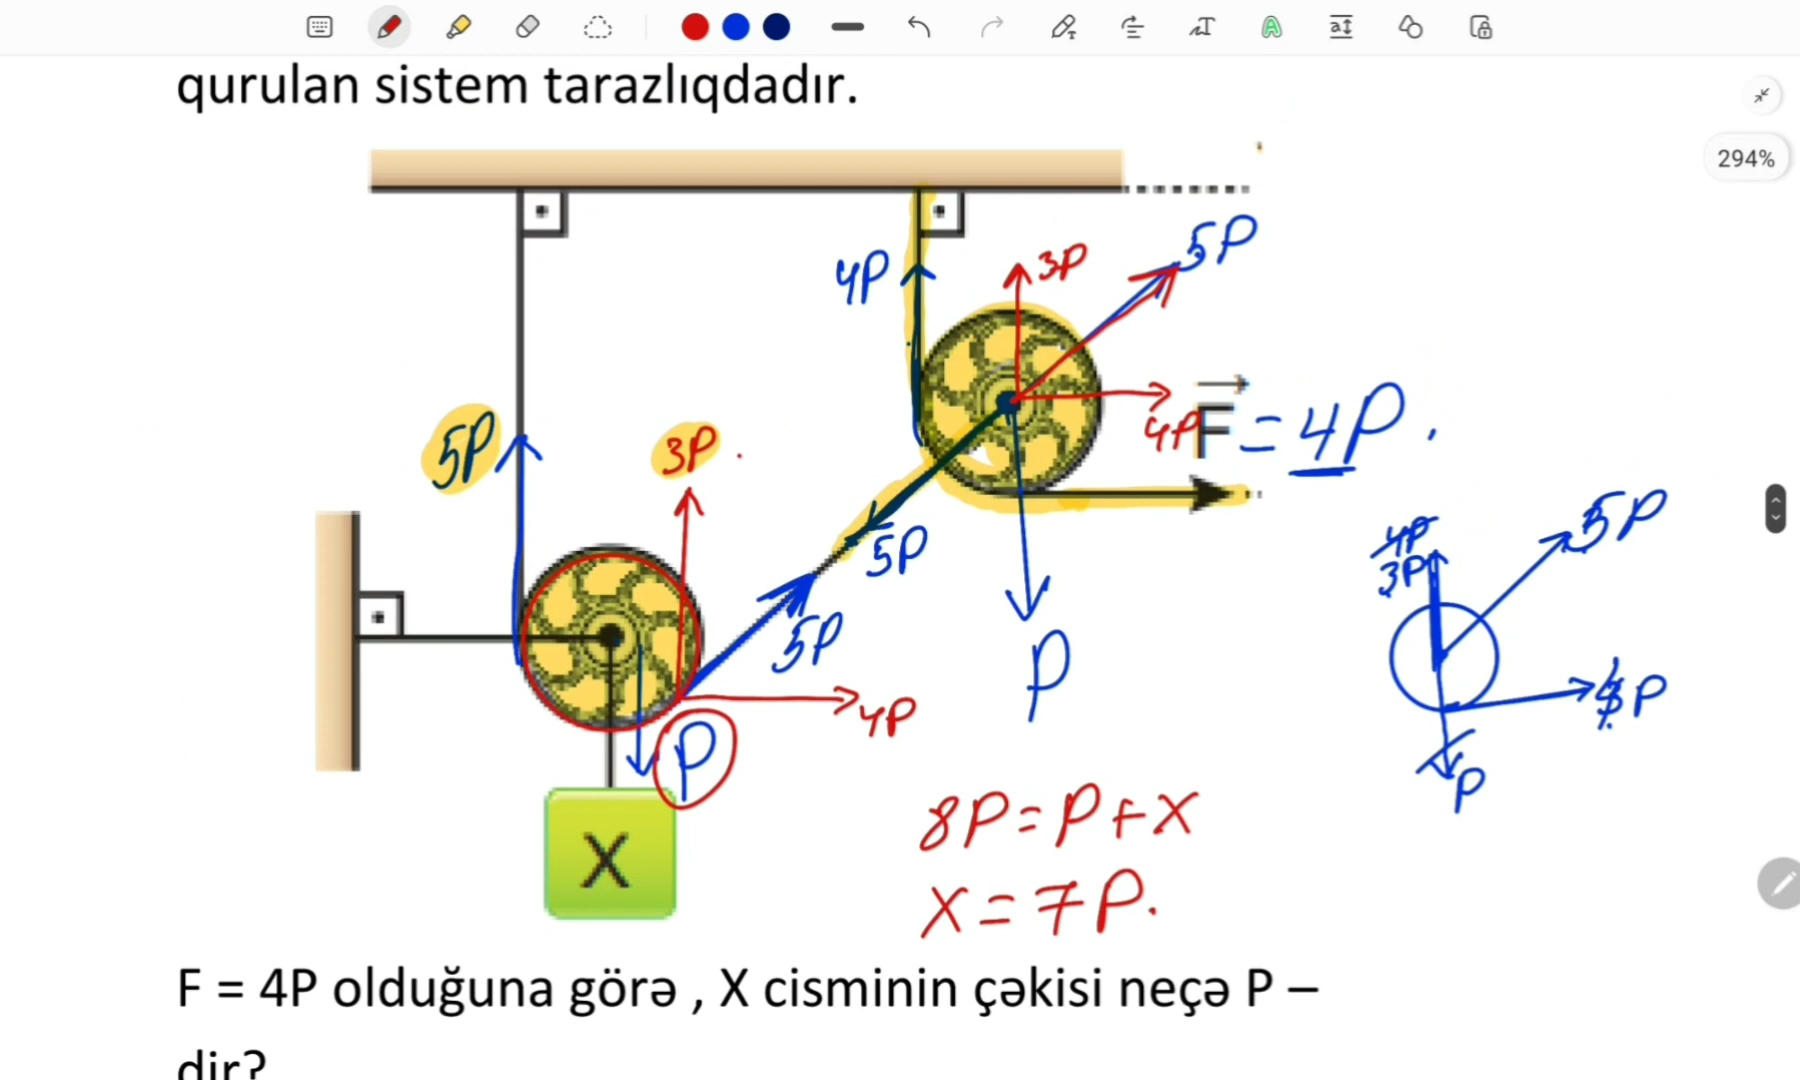 qurulan sistem tarazlıqdadır.
294%
5P
3P
4P
F = 4P.
4P
5P
3P.
5P
5P
4P
3P
5P
P
5P
4P
P
P
8P = P + X
X
X = 7P.
F = 4P olduğuna görə , X cisminin çəkisi neçə P –
dir?